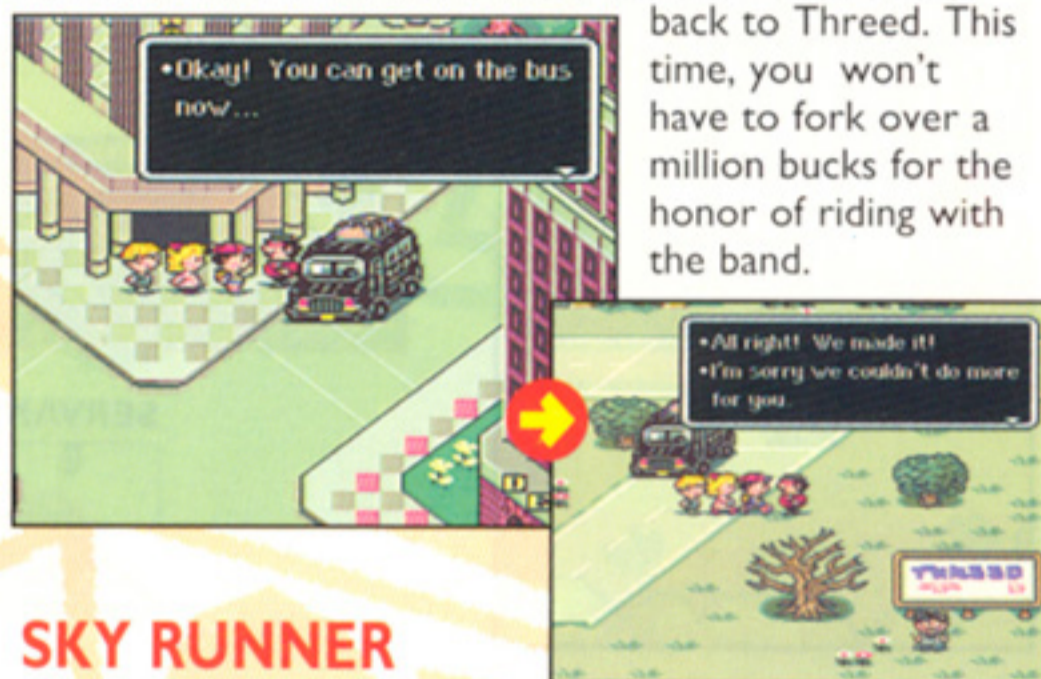 back to Threed. This
time, you won't
have to fork over a
million bucks for the
honor of riding with
the band.
•Okay! You can get on the bus
now...
•All right! We made it!
•I'm sorry we couldn't do more
for you.
THREED
SKY RUNNER